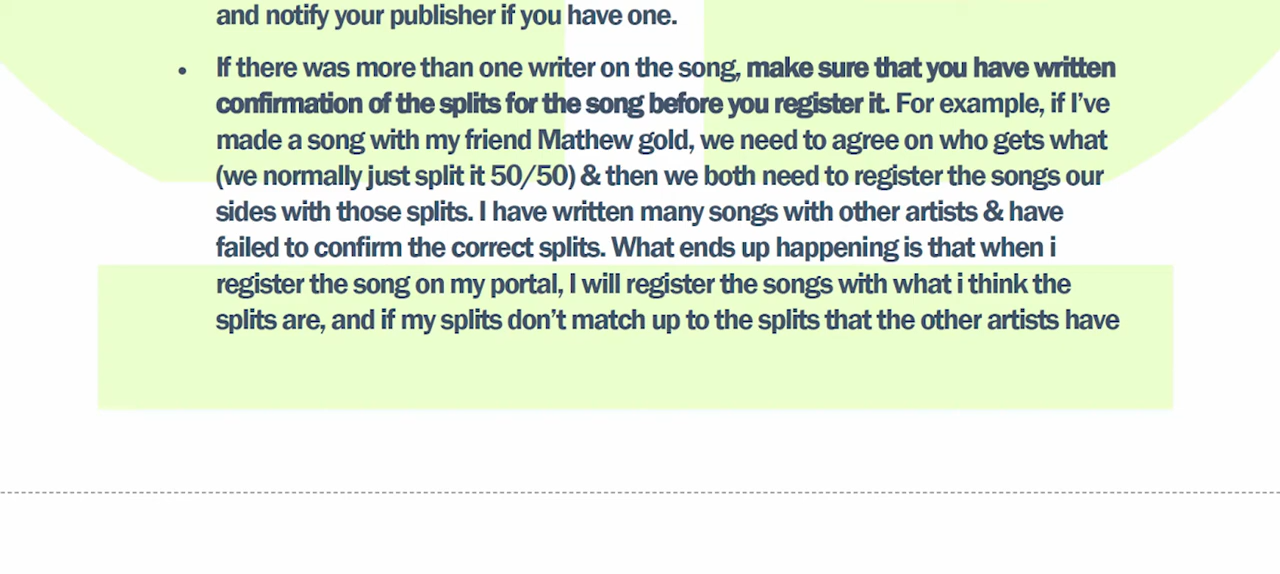 and notify your publisher if you have one.
• If there was more than one writer on the song, make sure that you have written
confirmation of the splits for the song before you register it. For example, if I’ve
made a song with my friend Mathew gold, we need to agree on who gets what
(we normally just split it 50/50) & then we both need to register the songs our
sides with those splits. I have written many songs with other artists & have
failed to confirm the correct splits. What ends up happening is that when i
register the song on my portal, I will register the songs with what i think the
splits are, and if my splits don’t match up to the splits that the other artists have